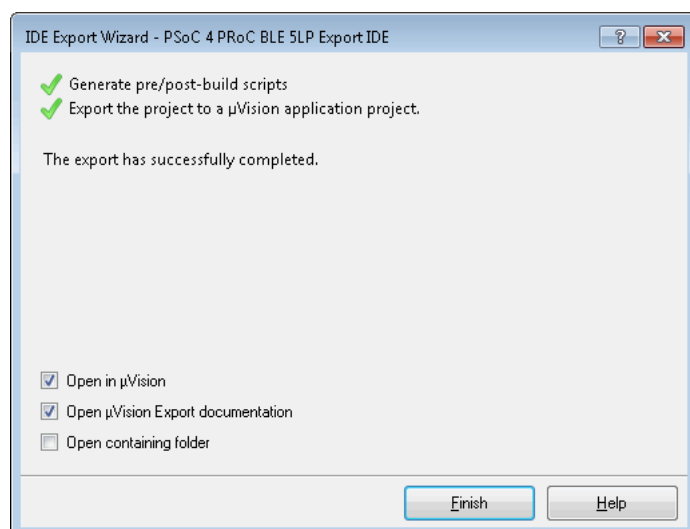 IDE Export Wizard - PSoC 4 PRoC BLE 5LP Export IDE
Generate pre/post-build scripts
Export the project to a µVision application project.
The export has successfully completed.
Open in µVision
Open µVision Export documentation
Open containing folder
Finish Help